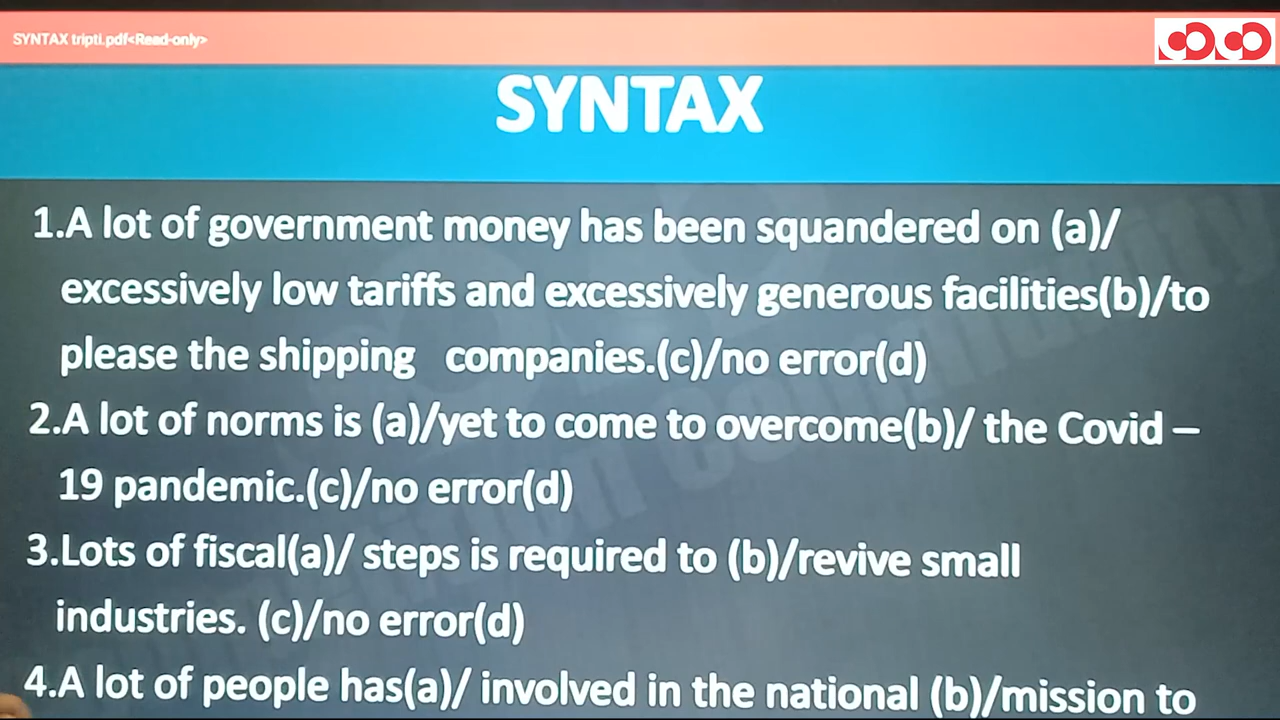 SYNTAX tripti.pdf<Read-only>
SYNTAX
1.A lot of government money has been squandered on (a)/
excessively low tariffs and excessively generous facilities(b)/to
please the shipping companies.(c)/no error(d)
2.A lot of norms is (a)/yet to come to overcome(b)/ the Covid –
19 pandemic.(c)/no error(d)
3.Lots of fiscal(a)/ steps is required to (b)/revive small
industries. (c)/no error(d)
4.A lot of people has(a)/ involved in the national (b)/mission to